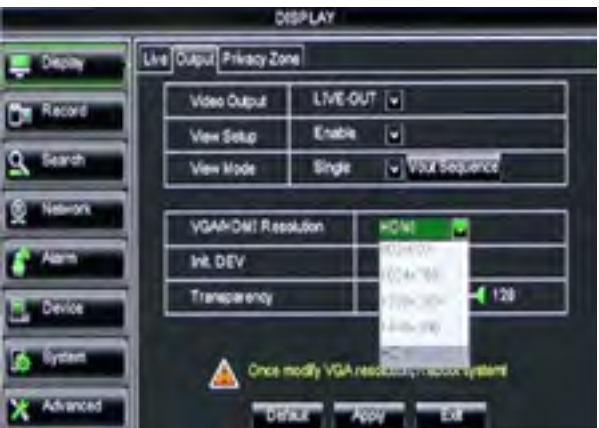 DISPLAY
Display
Record
Search
Network
Alarm
Device
System
Advanced
Live Output Privacy Zone
Video Output LIVE-OUT
View Setup Enable
View Mode Single Vout Sequence
VGA/HDMI Resolution HDMI
Init. DEV
Transparency 128
Once modify VGA resolution, system!
Default Apply Exit